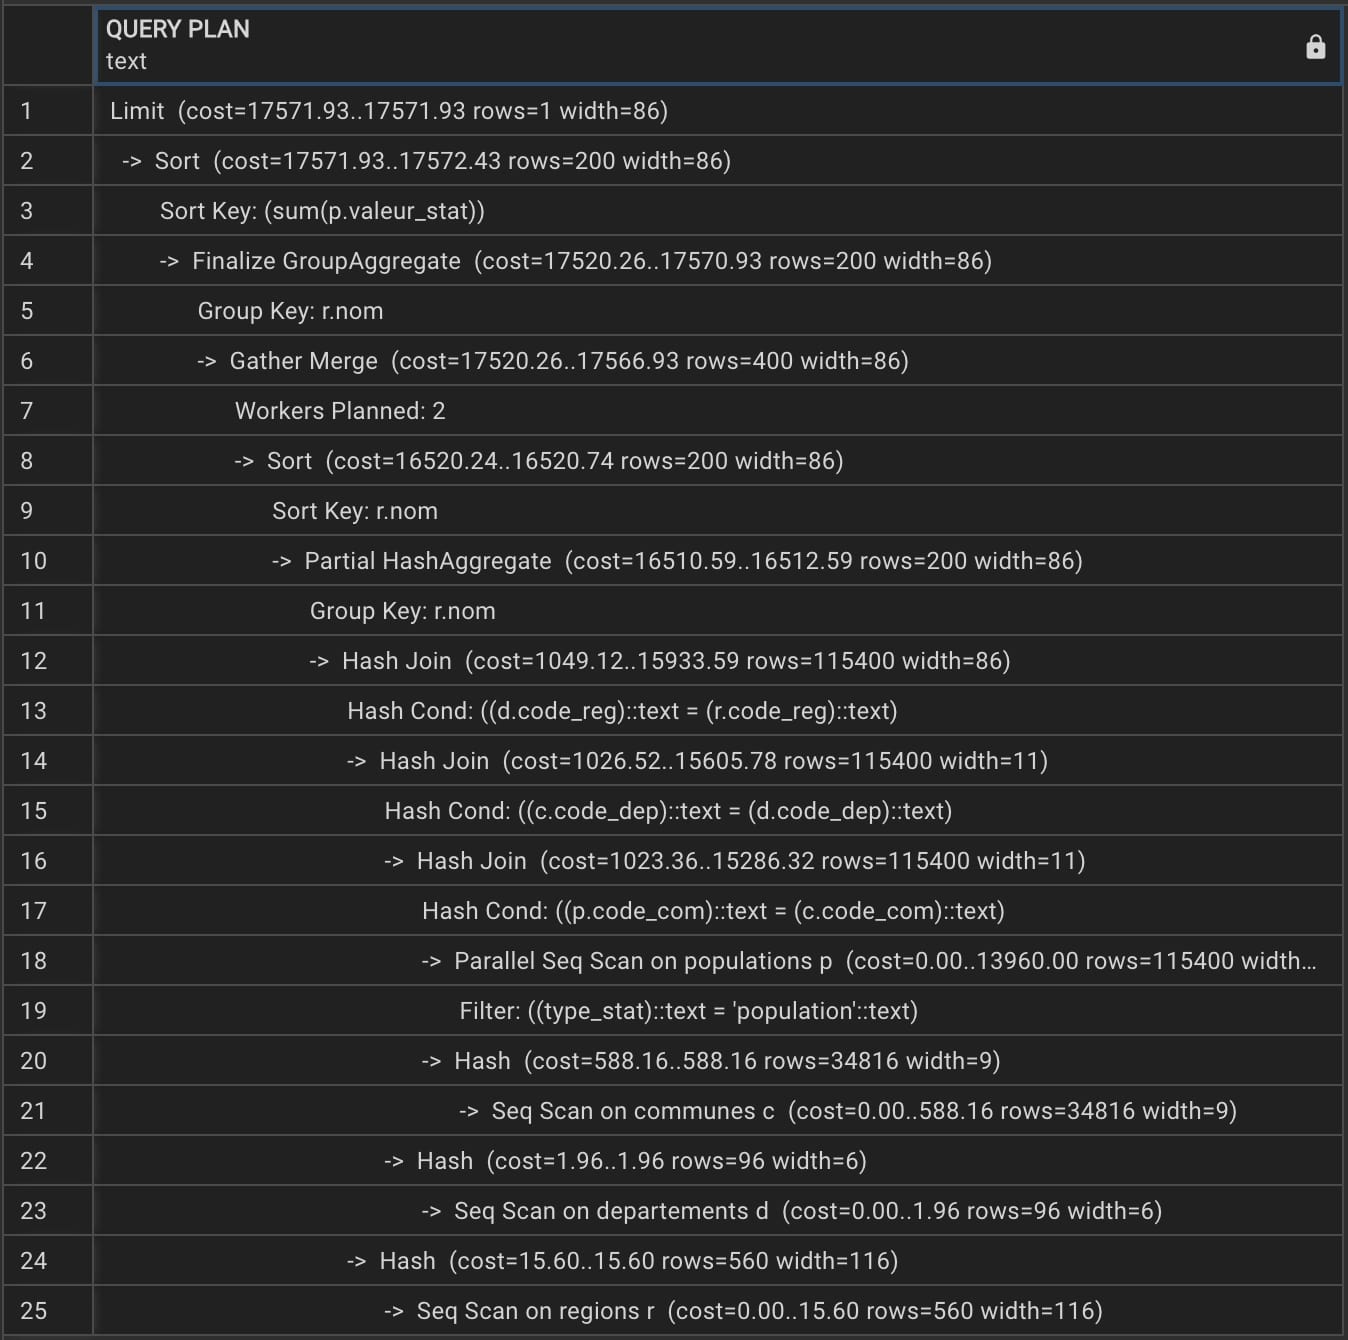 QUERY PLAN
text
1 Limit (cost=17571.93..17571.93 rows=1 width=86)
2 -> Sort (cost=17571.93..17572.43 rows=200 width=86)
3 Sort Key: (sum(p.valeur_stat))
4 -> Finalize GroupAggregate (cost=17520.26..17570.93 rows=200 width=86)
5 Group Key: r.nom
6 -> Gather Merge (cost=17520.26..17566.93 rows=400 width=86)
7 Workers Planned: 2
8 -> Sort (cost=16520.24..16520.74 rows=200 width=86)
9 Sort Key: r.nom
10 -> Partial HashAggregate (cost=16510.59..16512.59 rows=200 width=86)
11 Group Key: r.nom
12 -> Hash Join (cost=1049.12..15933.59 rows=115400 width=86)
13 Hash Cond: ((d.code_reg)::text = (r.code_reg)::text)
14 -> Hash Join (cost=1026.52..15605.78 rows=115400 width=11)
15 Hash Cond: ((c.code_dep)::text = (d.code_dep)::text)
16 -> Hash Join (cost=1023.36..15286.32 rows=115400 width=11)
17 Hash Cond: ((p.code_com)::text = (c.code_com)::text)
18 -> Parallel Seq Scan on populations p (cost=0.00..13960.00 rows=115400 width...
19 Filter: ((type_stat)::text = 'population'::text)
20 -> Hash (cost=588.16..588.16 rows=34816 width=9)
21 -> Seq Scan on communes c (cost=0.00..588.16 rows=34816 width=9)
22 -> Hash (cost=1.96..1.96 rows=96 width=6)
23 -> Seq Scan on departements d (cost=0.00..1.96 rows=96 width=6)
24 -> Hash (cost=15.60..15.60 rows=560 width=116)
25 -> Seq Scan on regions r (cost=0.00..15.60 rows=560 width=116)